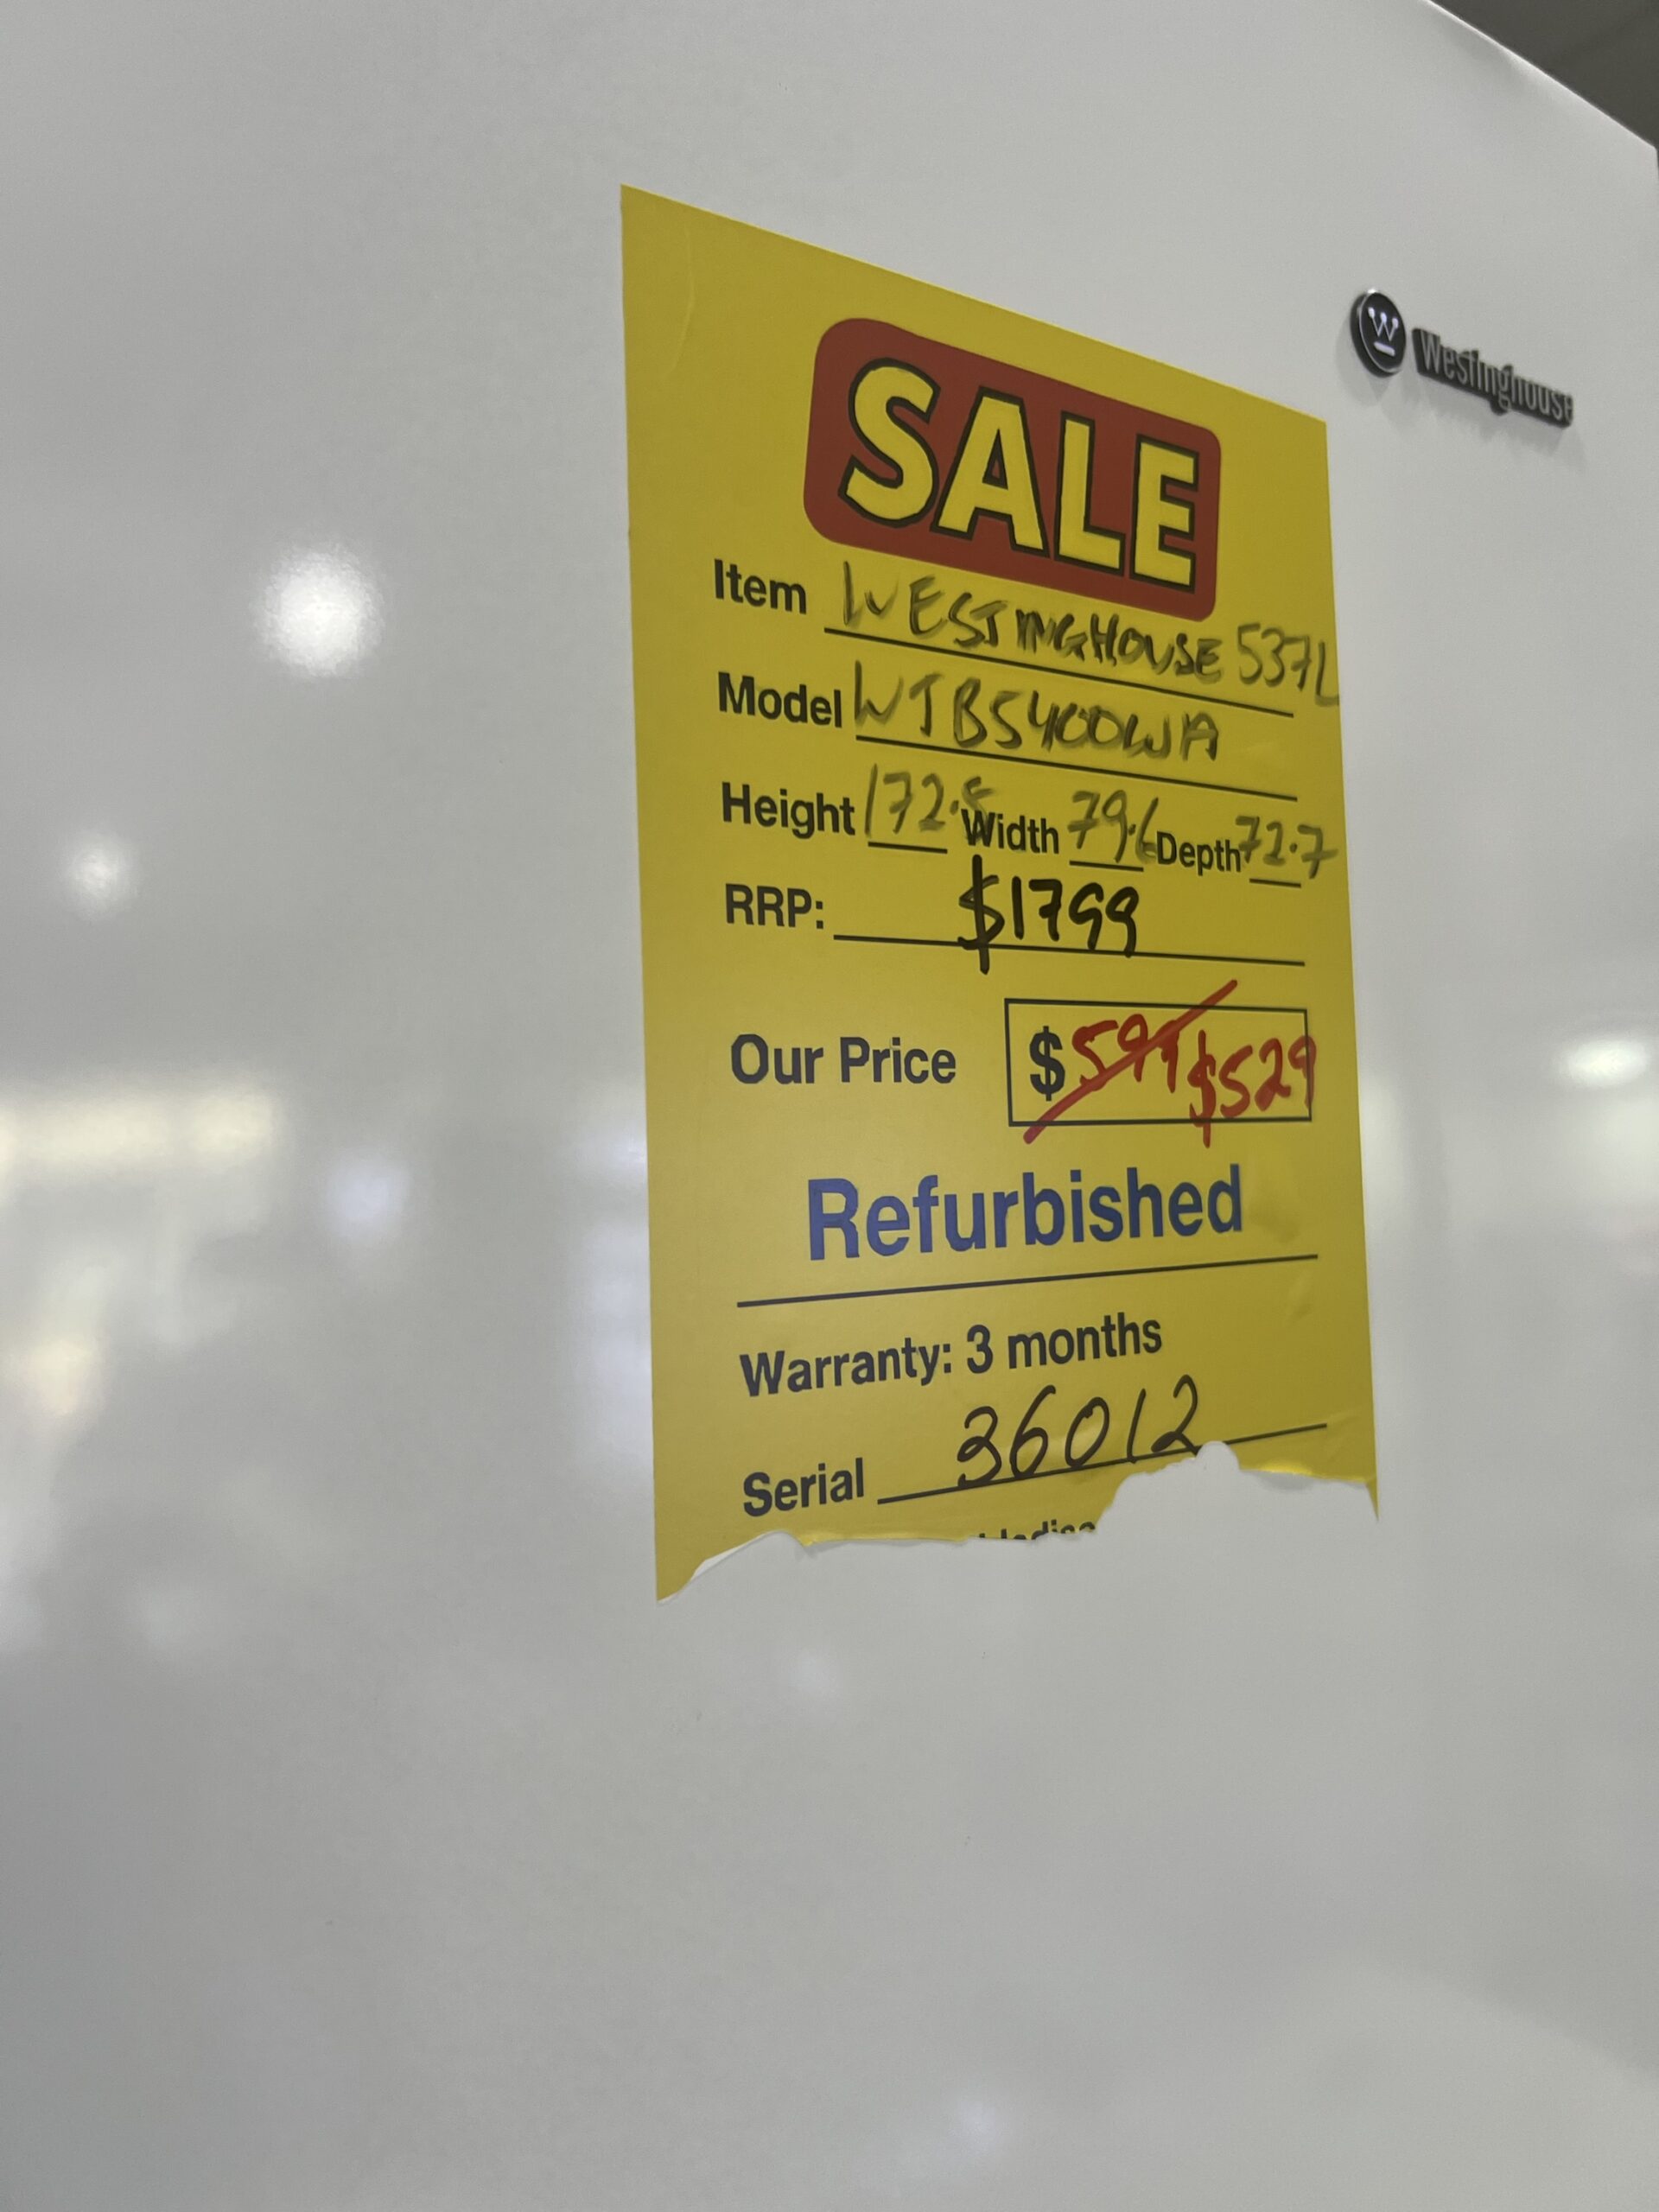 Westinghouse
SALE
Item WESTINGHOUSE 537L
Model WTB5400WA
Height 172.5 Width 79.6 Depth 72.7
RRP: $1799
Our Price $ 599 $529
Refurbished
Warranty: 3 months
Serial 36012